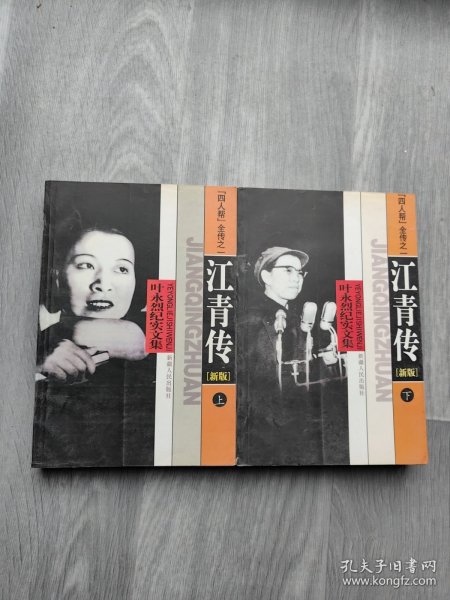 「四人帮」全传之一
江青传
[新版]
上
JIANGQINGZHUAN
叶永烈纪实文集
YEYONGLIEJISHIWENJI
新疆人民出版社
「四人帮」全传之一
江青传
[新版]
下
JIANGQINGZHUAN
叶永烈纪实文集
YEYONGLIEJISHIWENJI
新疆人民出版社
孔夫子旧书网
www.kongfz.com